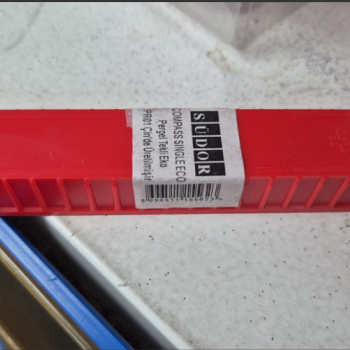 SÜDOR
COMPASS SINGLE ECO
Pergel Tekli Eko
PR01 Çin'de Üretilmiştir